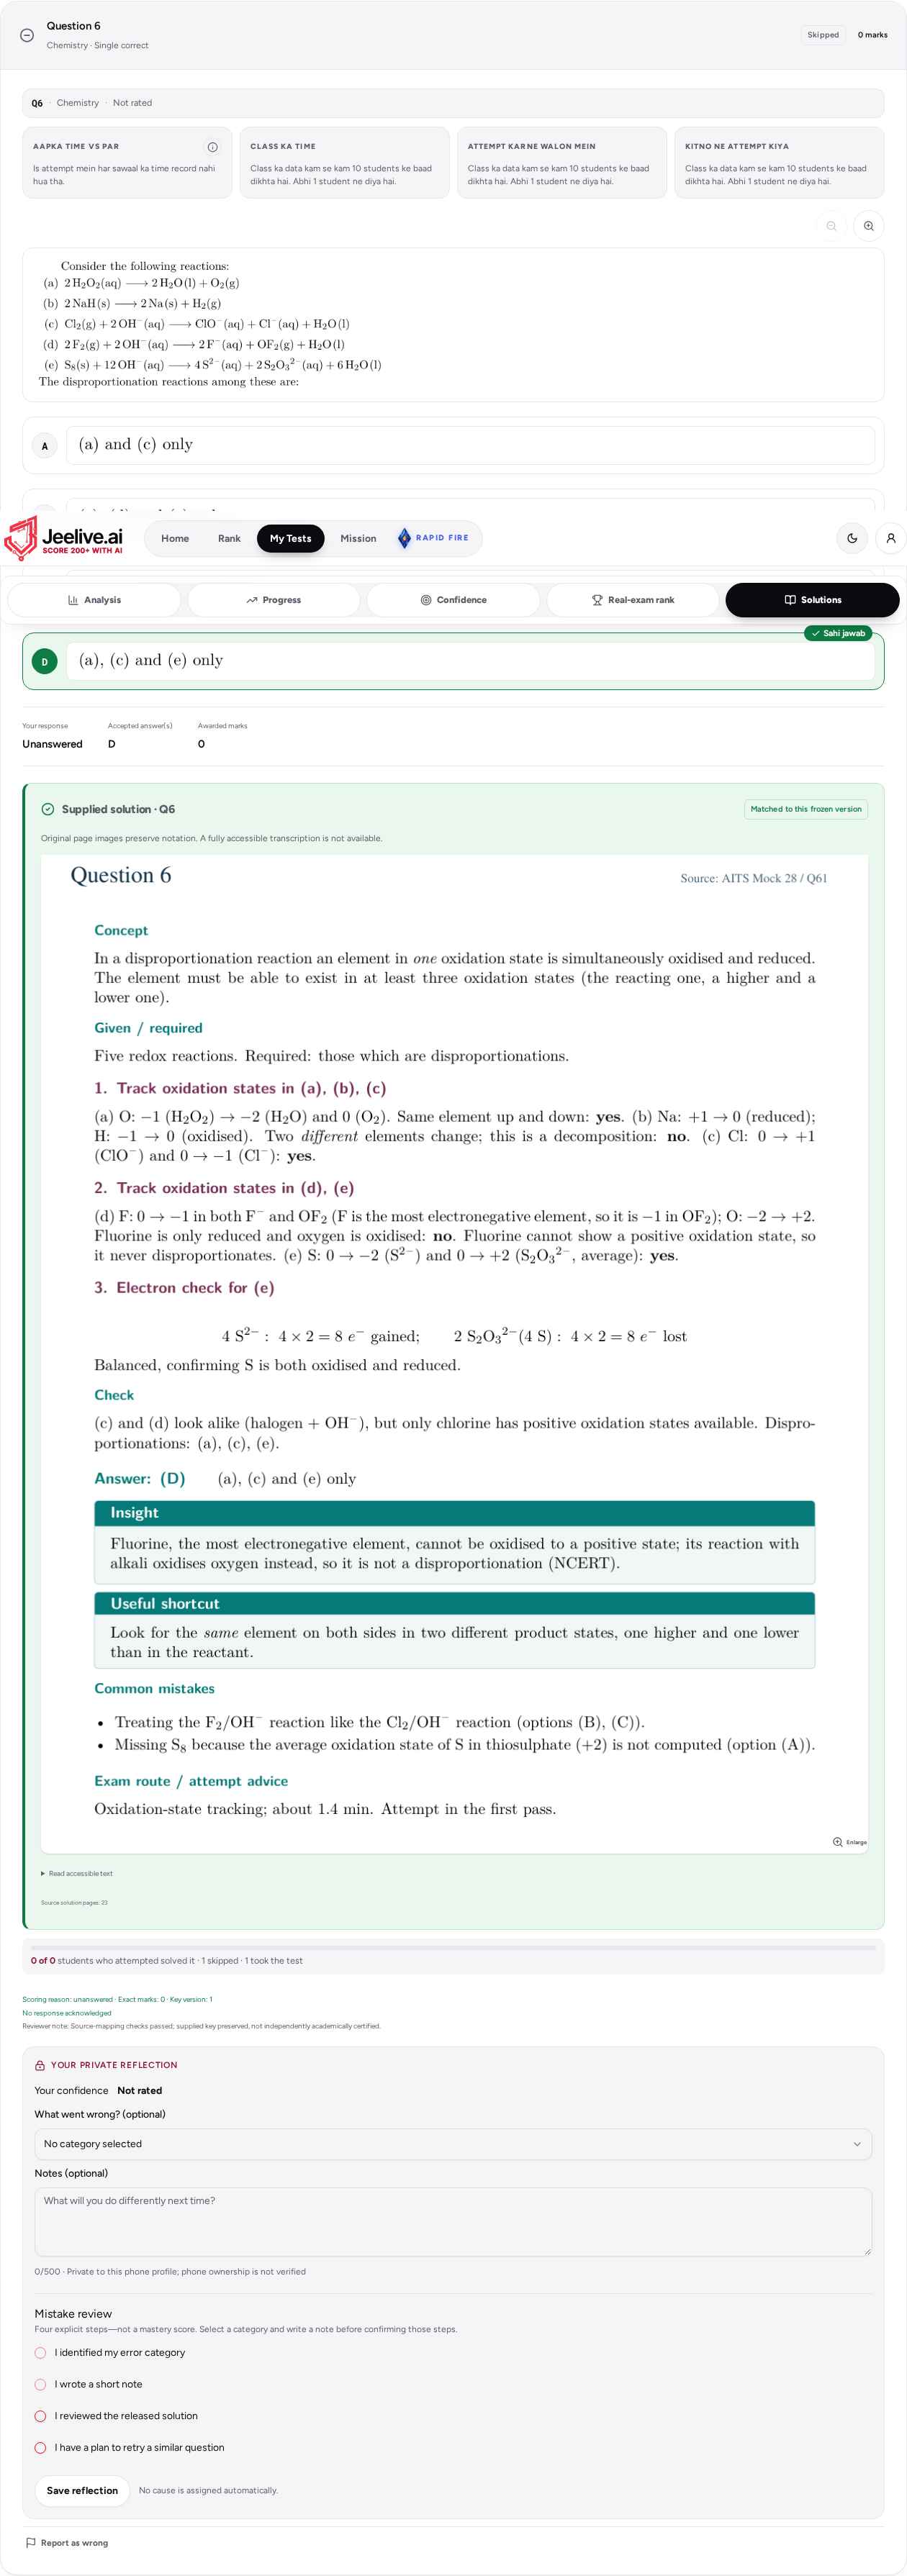 Question 6
Chemistry · Single correct
Skipped
0 marks
Q6 · Chemistry · Not rated
AAPKA TIME VS PAR
Is attempt mein har sawaal ka time record nahi
hua tha.
CLASS KA TIME
Class ka data kam se kam 10 students ke baad
dikhta hai. Abhi 1 student ne diya hai.
ATTEMPT KARNE WALON MEIN
Class ka data kam se kam 10 students ke baad
dikhta hai. Abhi 1 student ne diya hai.
KITNO NE ATTEMPT KIYA
Class ka data kam se kam 10 students ke baad
dikhta hai. Abhi 1 student ne diya hai.
Consider the following reactions:
(a) 2 H₂O₂(aq) ⟶ 2 H₂O(l) + O₂(g)
(b) 2 NaH(s) ⟶ 2 Na(s) + H₂(g)
(c) Cl₂(g) + 2 OH⁻(aq) ⟶ ClO⁻(aq) + Cl⁻(aq) + H₂O(l)
(d) 2 F₂(g) + 2 OH⁻(aq) ⟶ 2 F⁻(aq) + OF₂(g) + H₂O(l)
(e) S₈(s) + 12 OH⁻(aq) ⟶ 4 S²⁻(aq) + 2 S₂O₃²⁻(aq) + 6 H₂O(l)
The disproportionation reactions among these are:
A
(a) and (c) only
Jeelive.ai
SCORE 200+ WITH AI
Home
Rank
My Tests
Mission
RAPID FIRE
Analysis
Progress
Confidence
Real-exam rank
Solutions
Sahi jawab
D
(a), (c) and (e) only
Your response
Unanswered
Accepted answer(s)
D
Awarded marks
0
Supplied solution · Q6
Matched to this frozen version
Original page images preserve notation. A fully accessible transcription is not available.
Question 6
Source: AITS Mock 28 / Q61
Concept
In a disproportionation reaction an element in one oxidation state is simultaneously oxidised and reduced.
The element must be able to exist in at least three oxidation states (the reacting one, a higher and a
lower one).
Given / required
Five redox reactions. Required: those which are disproportionations.
1. Track oxidation states in (a), (b), (c)
(a) O: −1 (H₂O₂) → −2 (H₂O) and 0 (O₂). Same element up and down: yes. (b) Na: +1 → 0 (reduced);
H: −1 → 0 (oxidised). Two different elements change; this is a decomposition: no. (c) Cl: 0 → +1
(ClO⁻) and 0 → −1 (Cl⁻): yes.
2. Track oxidation states in (d), (e)
(d) F: 0 → −1 in both F⁻ and OF₂ (F is the most electronegative element, so it is −1 in OF₂); O: −2 → +2.
Fluorine is only reduced and oxygen is oxidised: no. Fluorine cannot show a positive oxidation state, so
it never disproportionates. (e) S: 0 → −2 (S²⁻) and 0 → +2 (S₂O₃²⁻, average): yes.
3. Electron check for (e)
4 S²⁻ : 4 × 2 = 8 e⁻ gained; 2 S₂O₃²⁻(4 S) : 4 × 2 = 8 e⁻ lost
Balanced, confirming S is both oxidised and reduced.
Check
(c) and (d) look alike (halogen + OH⁻), but only chlorine has positive oxidation states available. Dispro-
portionations: (a), (c), (e).
Answer: (D) (a), (c) and (e) only
Insight
Fluorine, the most electronegative element, cannot be oxidised to a positive state; its reaction with
alkali oxidises oxygen instead, so it is not a disproportionation (NCERT).
Useful shortcut
Look for the same element on both sides in two different product states, one higher and one lower
than in the reactant.
Common mistakes
• Treating the F₂/OH⁻ reaction like the Cl₂/OH⁻ reaction (options (B), (C)).
• Missing S₈ because the average oxidation state of S in thiosulphate (+2) is not computed (option (A)).
Exam route / attempt advice
Oxidation-state tracking; about 1.4 min. Attempt in the first pass.
Enlarge
Read accessible text
Source solution pages: 23
0 of 0 students who attempted solved it · 1 skipped · 1 took the test
Scoring reason: unanswered · Exact marks: 0 · Key version: 1
No response acknowledged
Reviewer note: Source-mapping checks passed; supplied key preserved, not independently academically certified.
YOUR PRIVATE REFLECTION
Your confidence Not rated
What went wrong? (optional)
No category selected
Notes (optional)
What will you do differently next time?
0/500 · Private to this phone profile; phone ownership is not verified
Mistake review
Four explicit steps—not a mastery score. Select a category and write a note before confirming those steps.
I identified my error category
I wrote a short note
I reviewed the released solution
I have a plan to retry a similar question
Save reflection
No cause is assigned automatically.
Report as wrong